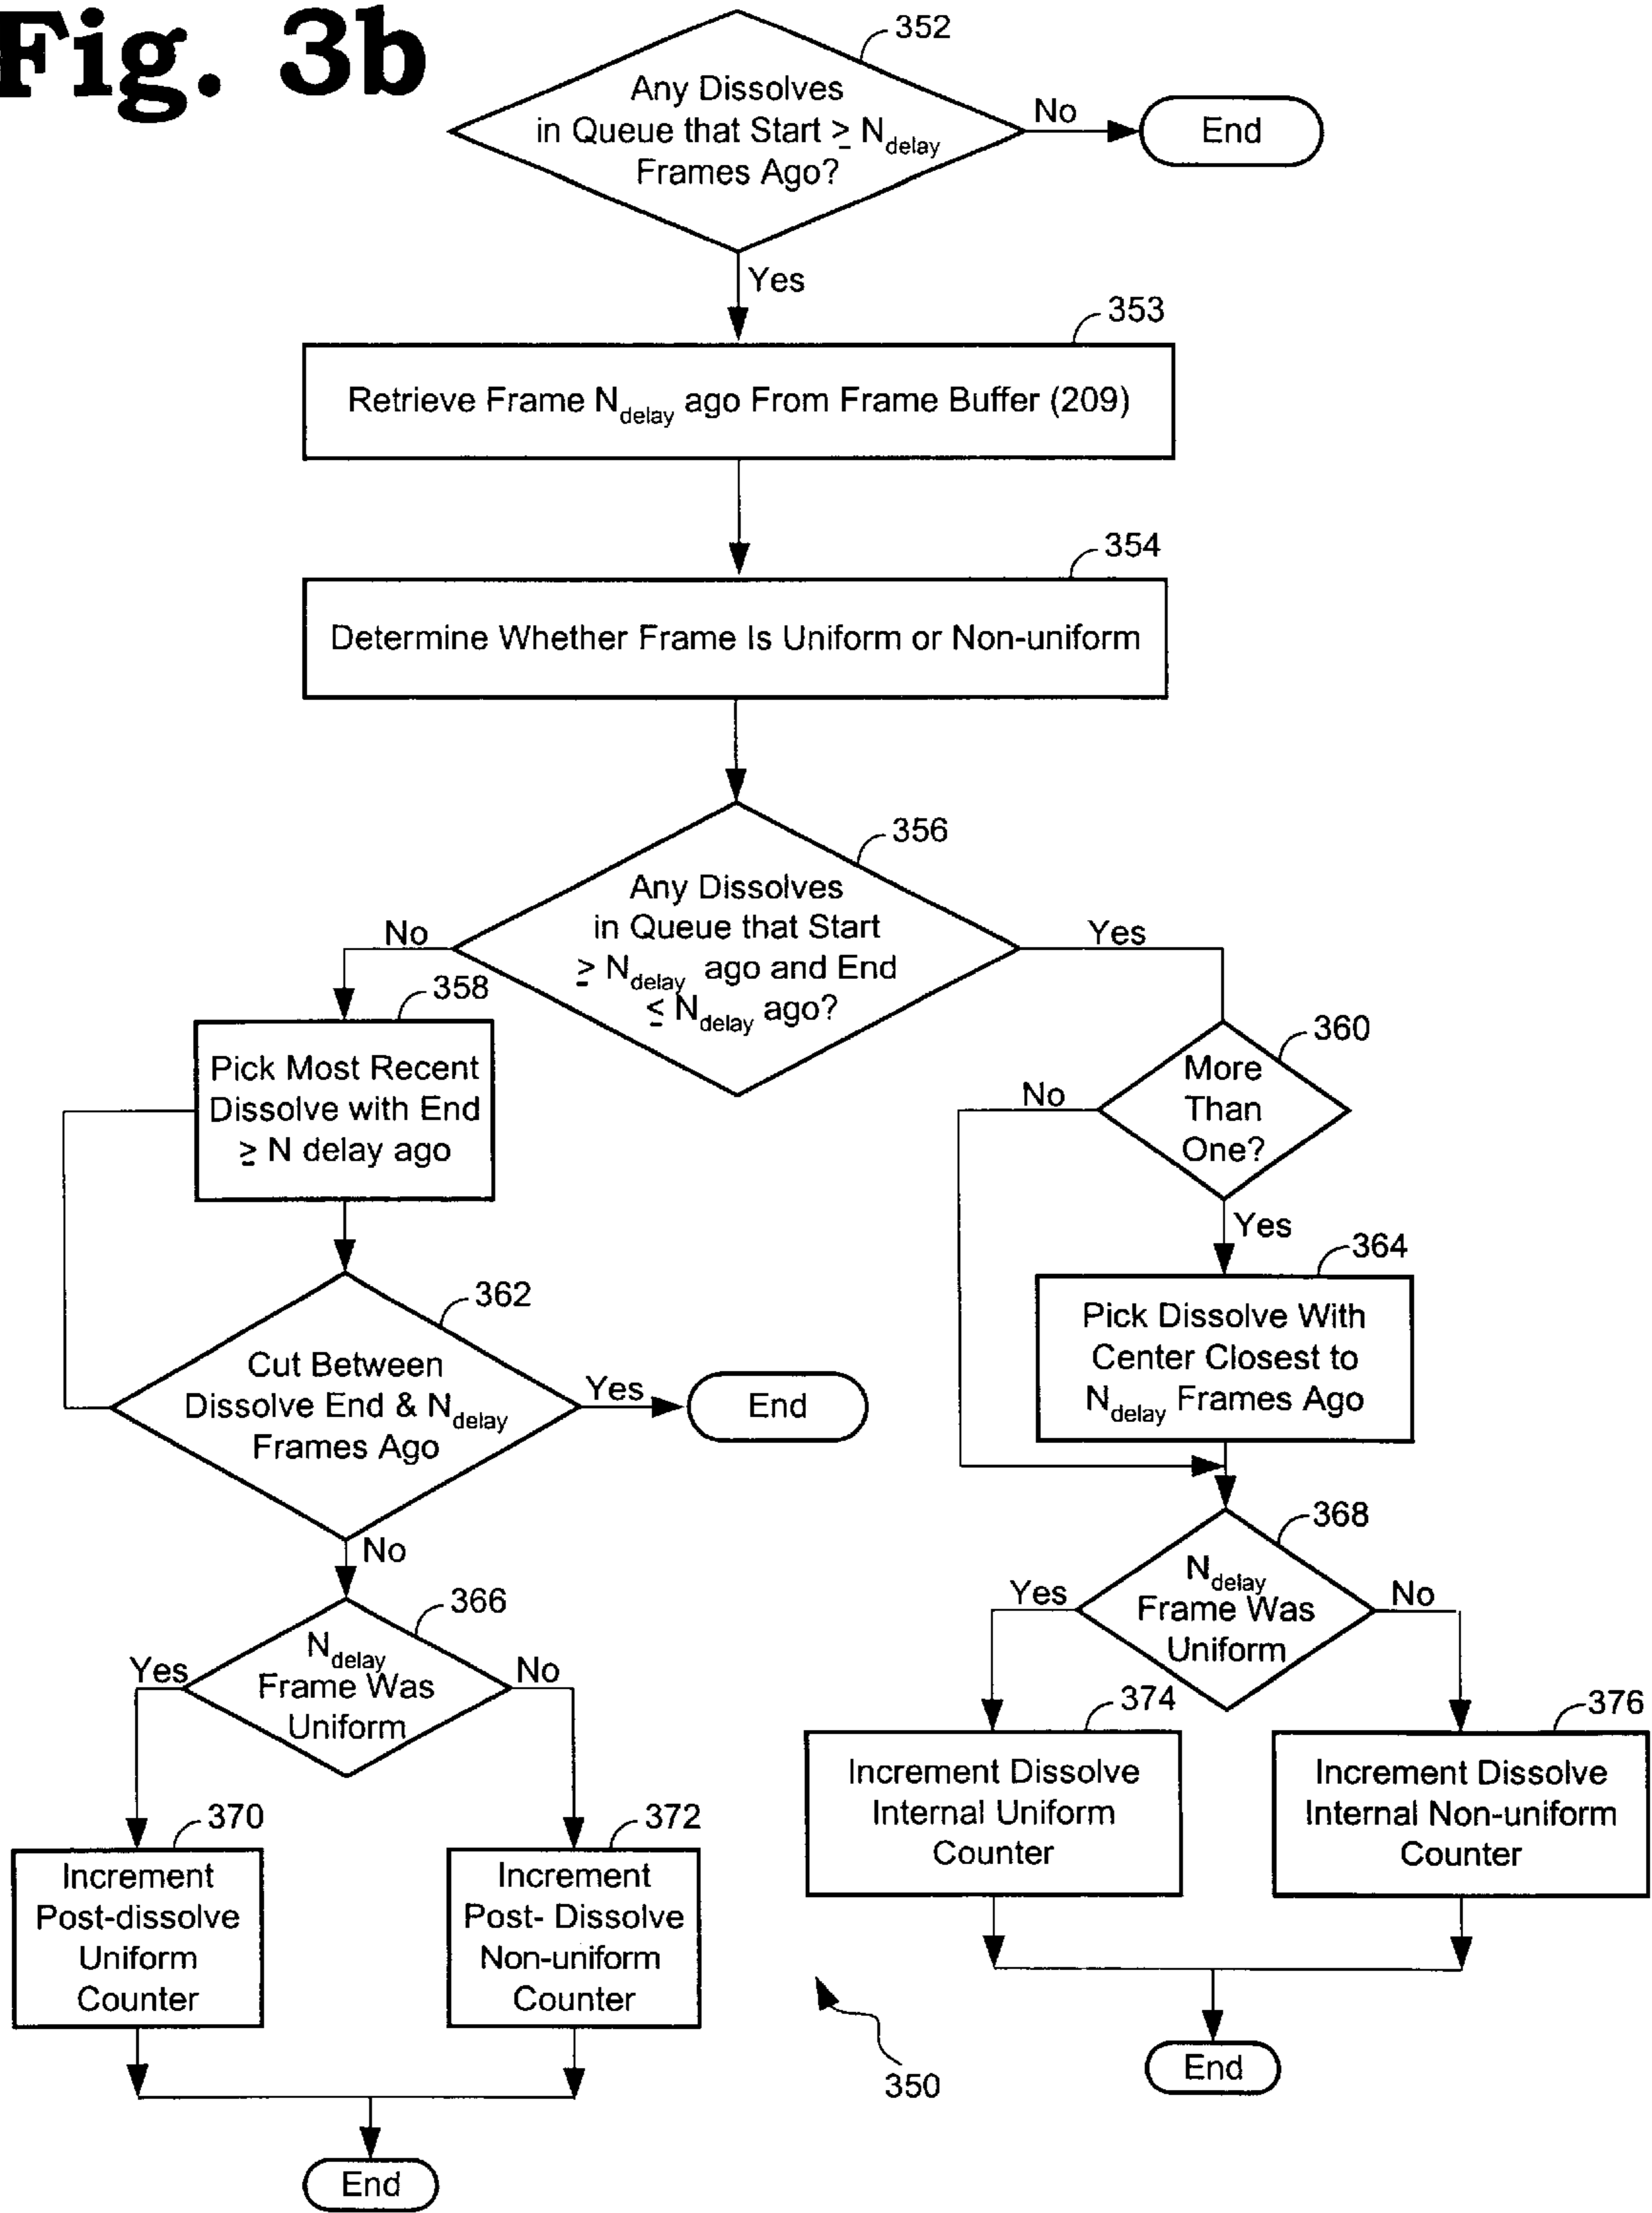 Fig. 3b
352
Any Dissolves
in Queue that Start ≥ Ndelay
Frames Ago?
No
End
Yes
353
Retrieve Frame Ndelay ago From Frame Buffer (209)
354
Determine Whether Frame Is Uniform or Non-uniform
356
Any Dissolves
in Queue that Start
≥ Ndelay ago and End
≤ Ndelay ago?
No
Yes
358
Pick Most Recent
Dissolve with End
≥ N delay ago
360
More
Than
One?
No
Yes
362
Cut Between
Dissolve End & Ndelay
Frames Ago
Yes
End
No
364
Pick Dissolve With
Center Closest to
Ndelay Frames Ago
366
Ndelay
Frame Was
Uniform
Yes
No
368
Ndelay
Frame Was
Uniform
Yes
No
370
Increment
Post-dissolve
Uniform
Counter
372
Increment
Post- Dissolve
Non-uniform
Counter
374
Increment Dissolve
Internal Uniform
Counter
376
Increment Dissolve
Internal Non-uniform
Counter
350
End
End